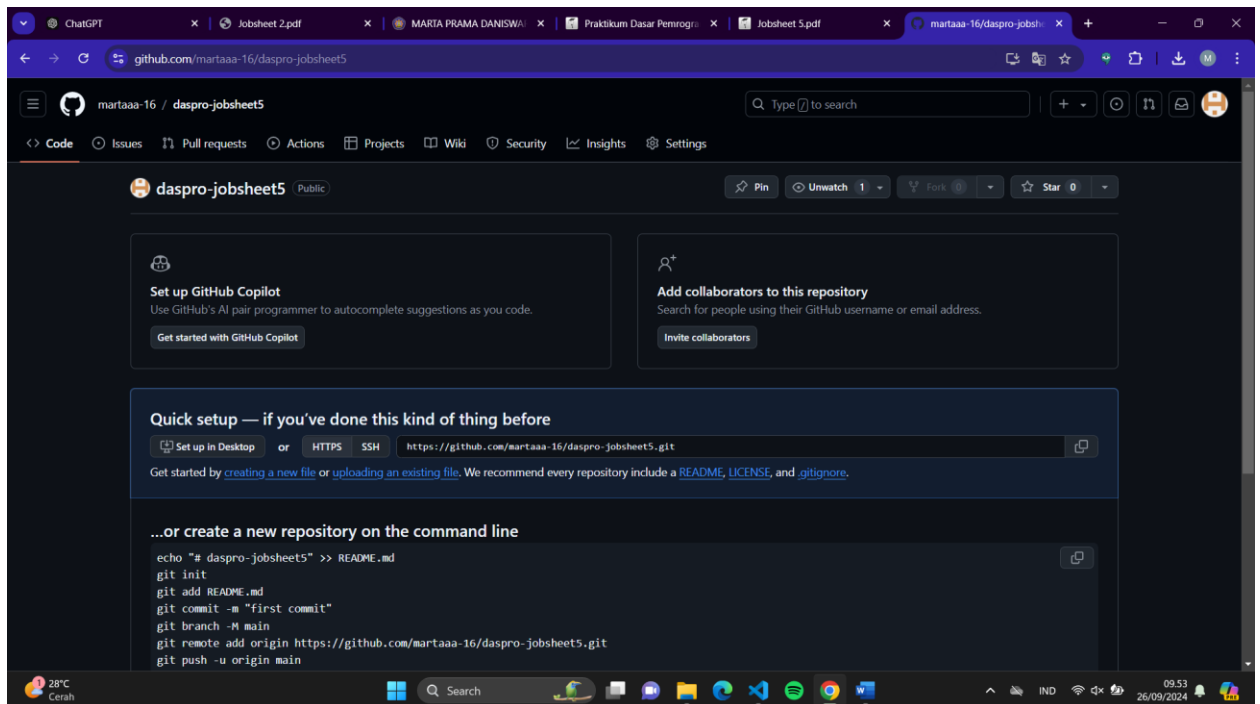 ChatGPT
Jobsheet 2.pdf
MARTA PRAMA DANISWA
Praktikum Dasar Pemrogra
Jobsheet 5.pdf
martaaa-16/daspro-jobshe
github.com/martaaa-16/daspro-jobsheet5
M
martaaa-16 / daspro-jobsheet5
Type / to search
<> Code
Issues
Pull requests
Actions
Projects
Wiki
Security
Insights
Settings
daspro-jobsheet5 Public
Pin
Unwatch 1
Fork 0
Star 0
Set up GitHub Copilot
Use GitHub's AI pair programmer to autocomplete suggestions as you code.
Get started with GitHub Copilot
Add collaborators to this repository
Search for people using their GitHub username or email address.
Invite collaborators
Quick setup — if you've done this kind of thing before
Set up in Desktop or HTTPS SSH https://github.com/martaaa-16/daspro-jobsheet5.git
Get started by creating a new file or uploading an existing file. We recommend every repository include a README, LICENSE, and .gitignore.
...or create a new repository on the command line
echo "# daspro-jobsheet5" >> README.md
git init
git add README.md
git commit -m "first commit"
git branch -M main
git remote add origin https://github.com/martaaa-16/daspro-jobsheet5.git
git push -u origin main
1
28°C
Cerah
Search
IND
09.53
26/09/2024
PRE